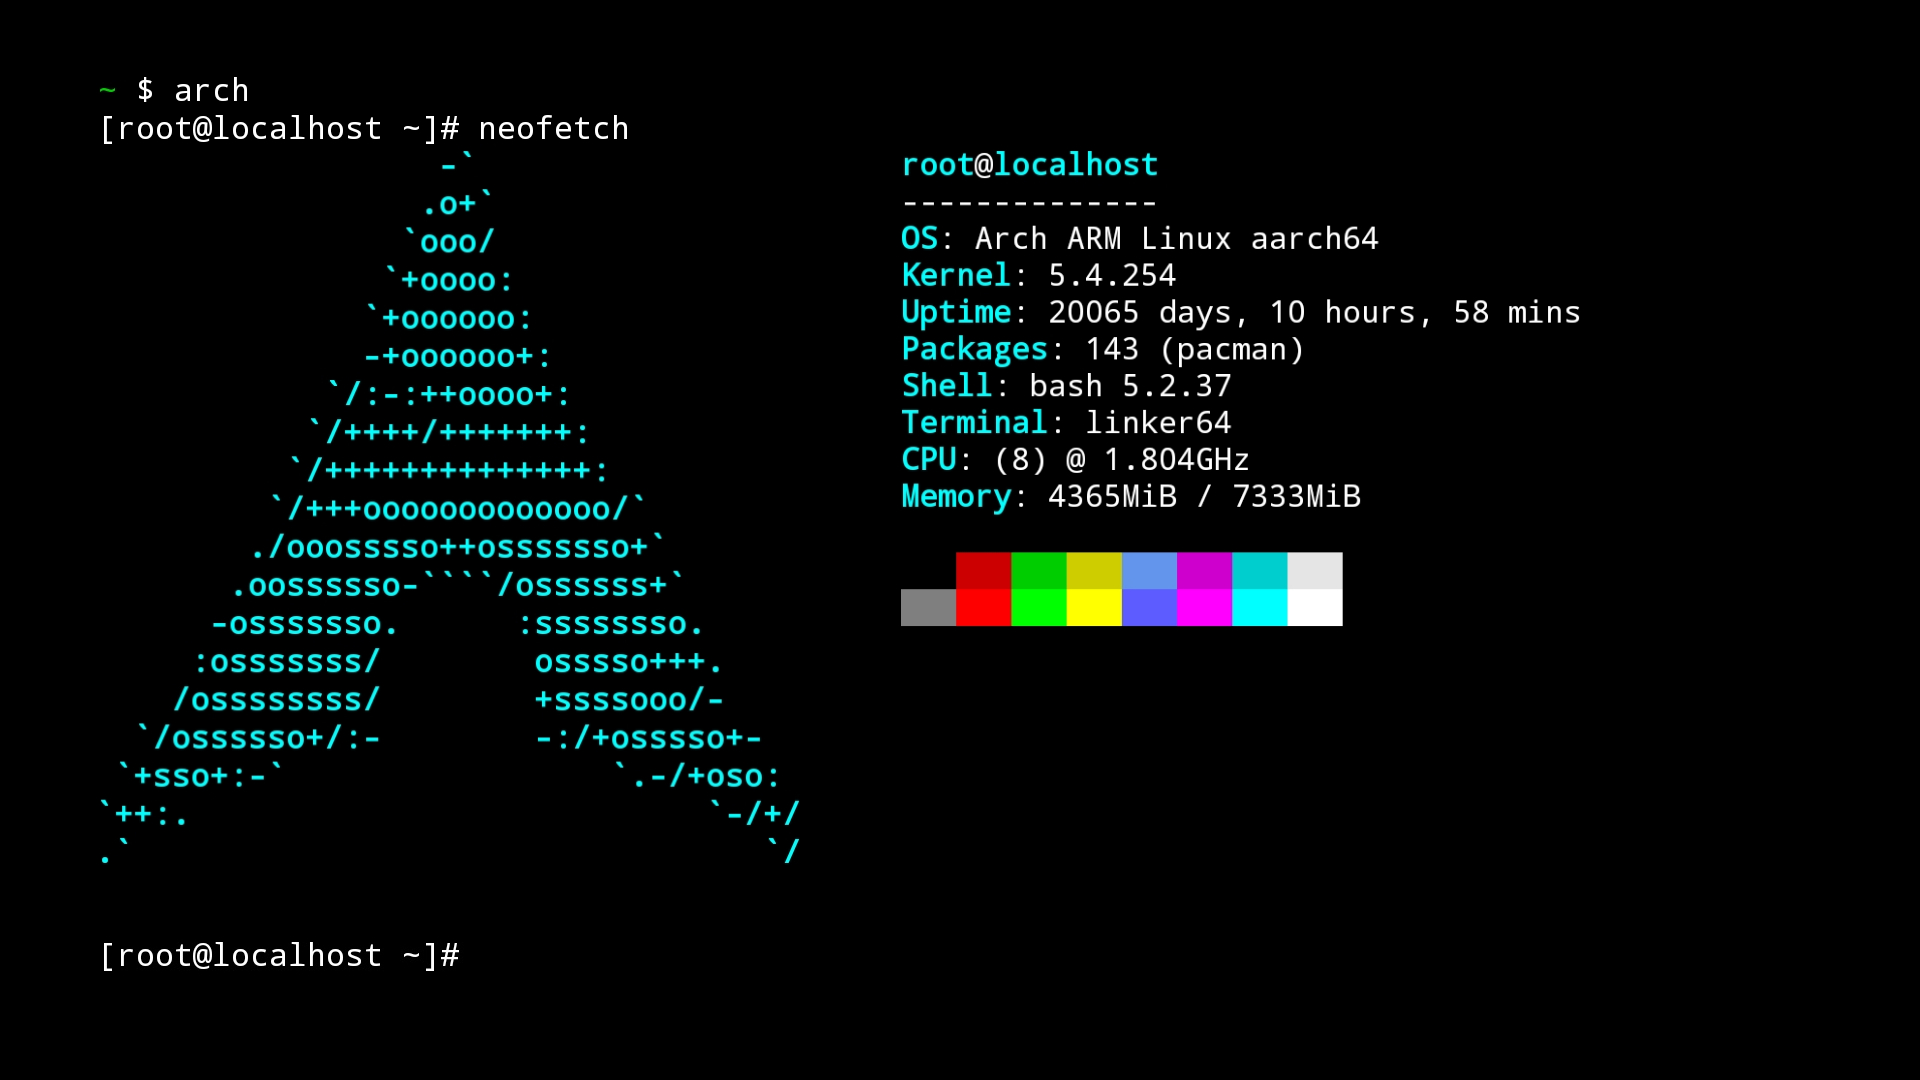 ~ $ arch
[root@localhost ~]# neofetch
                  -`
                 .o+`
                `ooo/
               `+oooo:
              `+oooooo:
              -+oooooo+:
            `/:-:++oooo+:
           `/++++/+++++++:
          `/++++++++++++++:
         `/+++ooooooooooooo/`
        ./ooosssso++osssssso+`
       .oossssso-````/ossssss+`
      -osssssso.      :ssssssso.
     :osssssss/        osssso+++.
    /ossssssss/        +ssssooo/-
  `/ossssso+/:-        -:/+osssso+-
 `+sso+:-`                 `.-/+oso:
`++:.                           `-/+/
.`                                 `/
root@localhost
--------------
OS: Arch ARM Linux aarch64
Kernel: 5.4.254
Uptime: 20065 days, 10 hours, 58 mins
Packages: 143 (pacman)
Shell: bash 5.2.37
Terminal: linker64
CPU: (8) @ 1.804GHz
Memory: 4365MiB / 7333MiB
[root@localhost ~]#